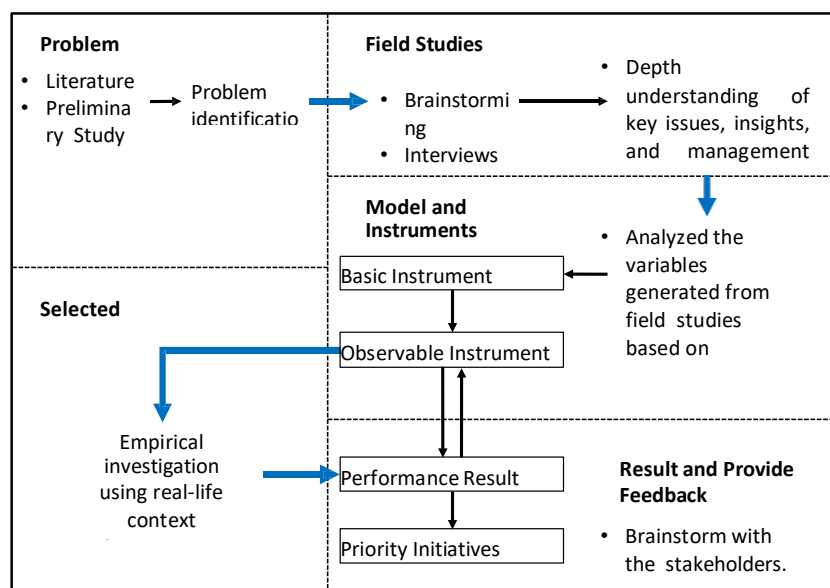 Problem
• Literature
• Prelimina
ry Study
Problem
identificatio
Field Studies
• Brainstormi
ng
• Interviews
• Depth
understanding of
key issues, insights,
and management
Model and
Instruments
Basic Instrument
Observable Instrument
• Analyzed the
variables
generated from
field studies
based on
Selected
Empirical
investigation
using real-life
context
Performance Result
Priority Initiatives
Result and Provide
Feedback
• Brainstorm with
the stakeholders.